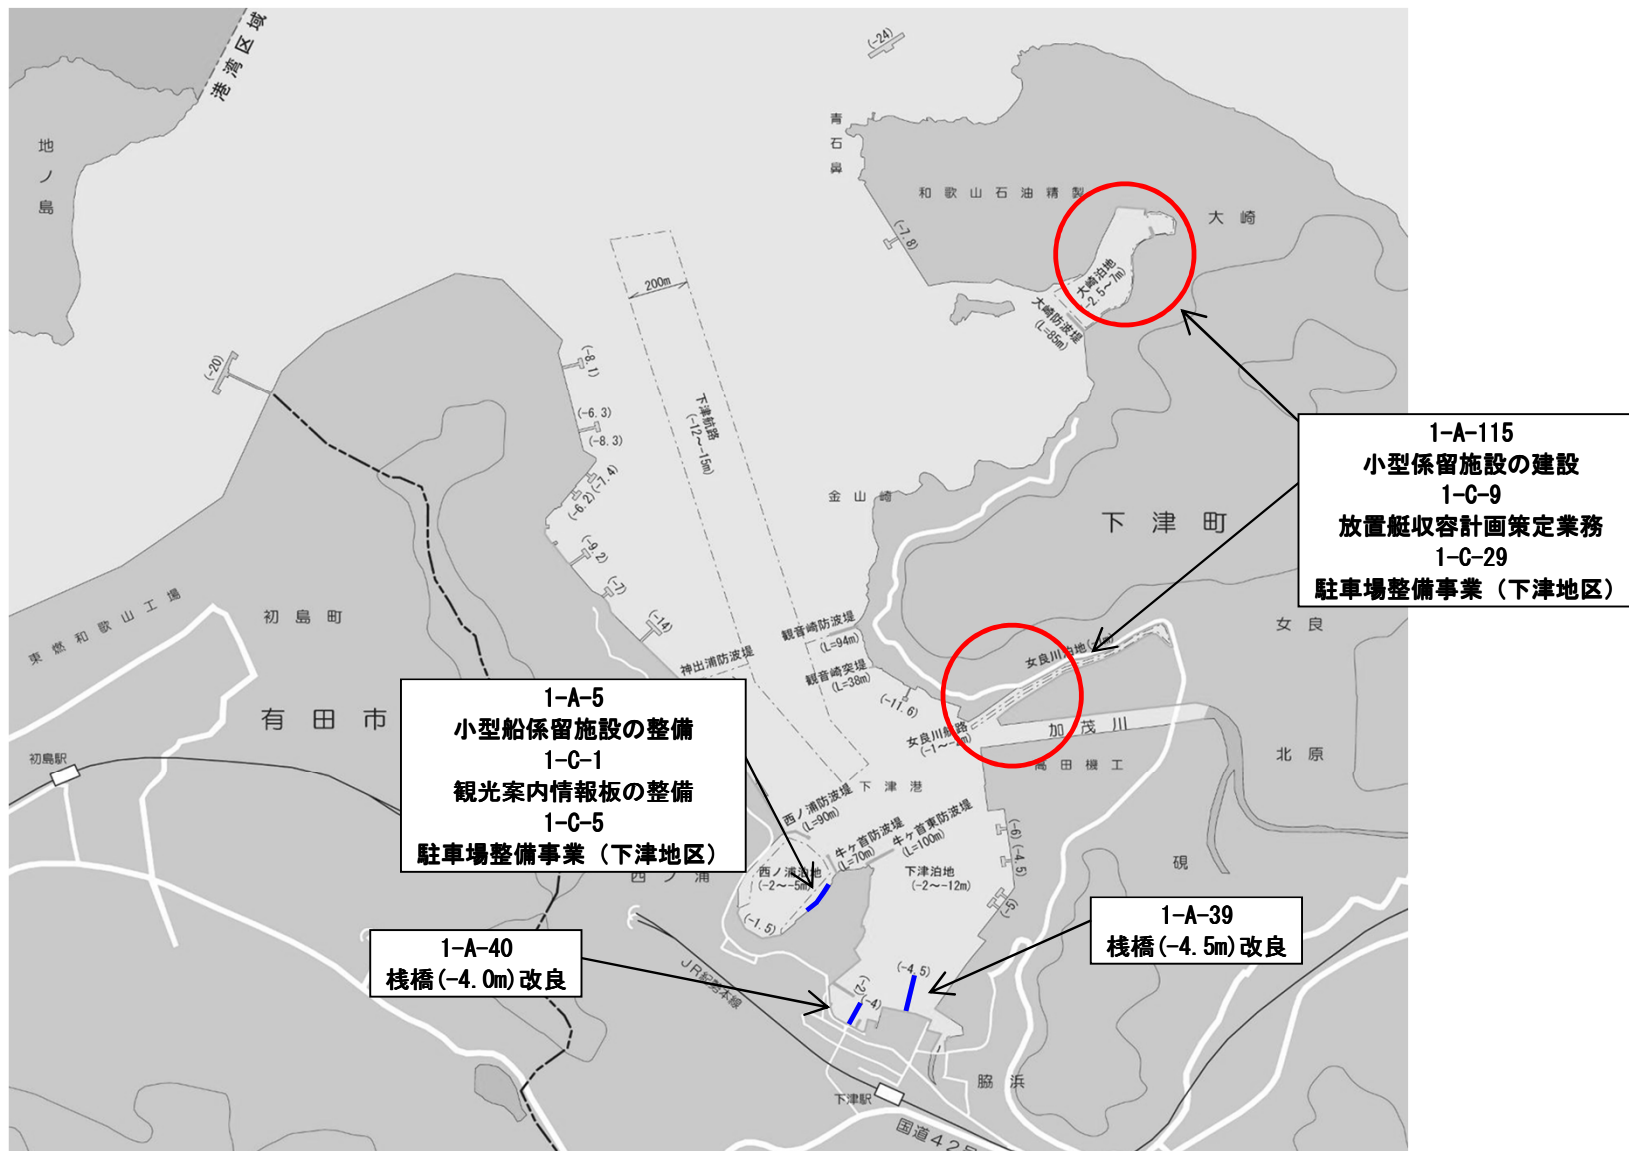 港湾区域
(-24)
地ノ島
青石鼻
和歌山石油精製
大崎
(-7.8)
大崎泊地
(-2.5~7m)
大崎防波堤
(L=85m)
200m
(-20)
(-8.1)
(-6.3)
(-8.3)
(-7.4)
(-6.2)
(-9.2)
(-7)
(-14)
下津航路
(-12~-15m)
金山崎
下津町
1-A-115
小型係留施設の建設
1-C-9
放置艇収容計画策定業務
1-C-29
駐車場整備事業（下津地区）
東燃和歌山工場
初島町
有田市
初島駅
神出浦防波堤
観音崎防波堤
(L=94m)
観音崎突堤
(L=38m)
(-11.6)
女良川泊地
女良
女良川航路
加茂川
高田機工
北原
1-A-5
小型船係留施設の整備
1-C-1
観光案内情報板の整備
1-C-5
駐車場整備事業（下津地区）
下津港
西ノ浦防波堤
(L=90m)
牛ヶ首防波堤
(L=70m)
牛ヶ首東防波堤
(L=100m)
西ノ浦泊地
(-2~-5m)
下津泊地
(-2~-12m)
(-6)
(-4.5)
(-5)
硯
西ノ浦
(-1.5)
1-A-40
桟橋(-4.0m)改良
1-A-39
桟橋(-4.5m)改良
(-4.5)
(-2)
(-4)
JR紀勢本線
脇浜
下津駅
国道42号